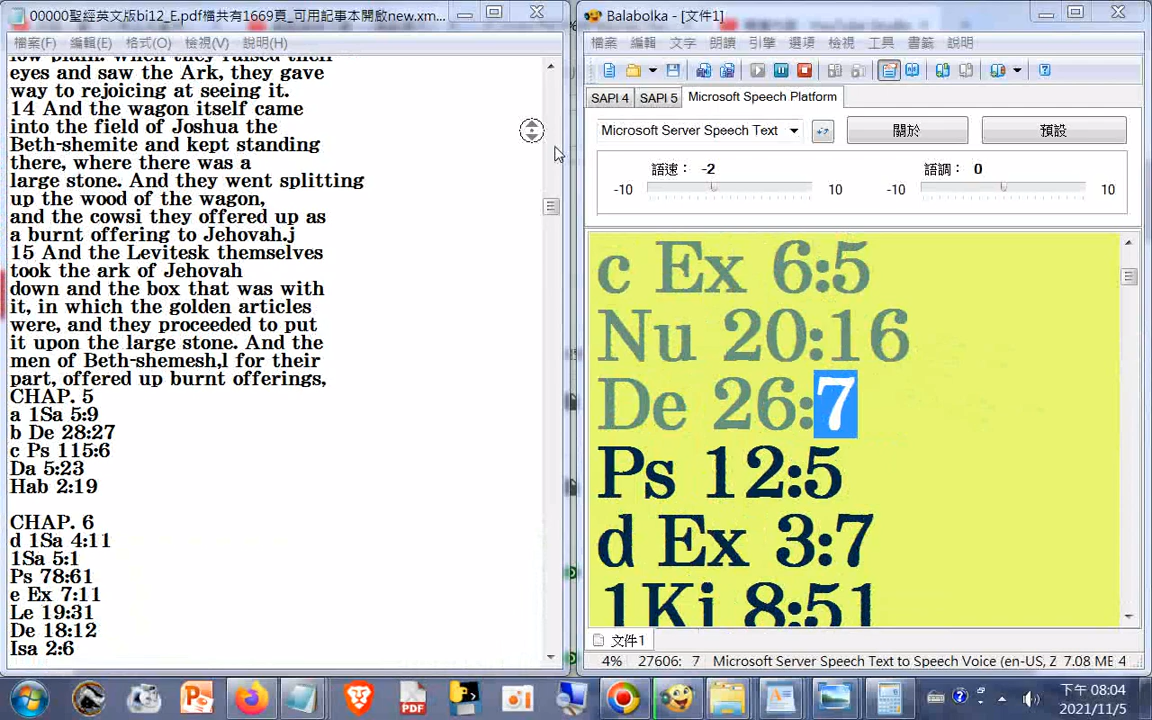 00000聖經英文版bi12_E.pdf檔共有1669頁_可用記事本開啟new.xm...
檔案(F) 編輯(E) 格式(O) 檢視(V) 說明(H)
low plain. When they raised their
eyes and saw the Ark, they gave
way to rejoicing at seeing it.
14 And the wagon itself came
into the field of Joshua the
Beth-shemite and kept standing
there, where there was a
large stone. And they went splitting
up the wood of the wagon,
and the cowsi they offered up as
a burnt offering to Jehovah.j
15 And the Levitesk themselves
took the ark of Jehovah
down and the box that was with
it, in which the golden articles
were, and they proceeded to put
it upon the large stone. And the
men of Beth-shemesh,l for their
part, offered up burnt offerings,
CHAP. 5
a 1Sa 5:9
b De 28:27
c Ps 115:6
Da 5:23
Hab 2:19
CHAP. 6
d 1Sa 4:11
1Sa 5:1
Ps 78:61
e Ex 7:11
Le 19:31
De 18:12
Isa 2:6
Balabolka - [文件1]
檔案 編輯 文字 朗讀 引擎 選項 檢視 工具 書籤 說明
SAPI 4 SAPI 5 Microsoft Speech Platform
Microsoft Server Speech Text 關於 預設
語速: -2 語調: 0
-10 10 -10 10
c Ex 6:5
Nu 20:16
De 26:7
Ps 12:5
d Ex 3:7
1Ki 8:51
文件1
4% 27606: 7 Microsoft Server Speech Text to Speech Voice (en-US, Z 7.08 MB 4
PDF
下午 08:04
2021/11/5